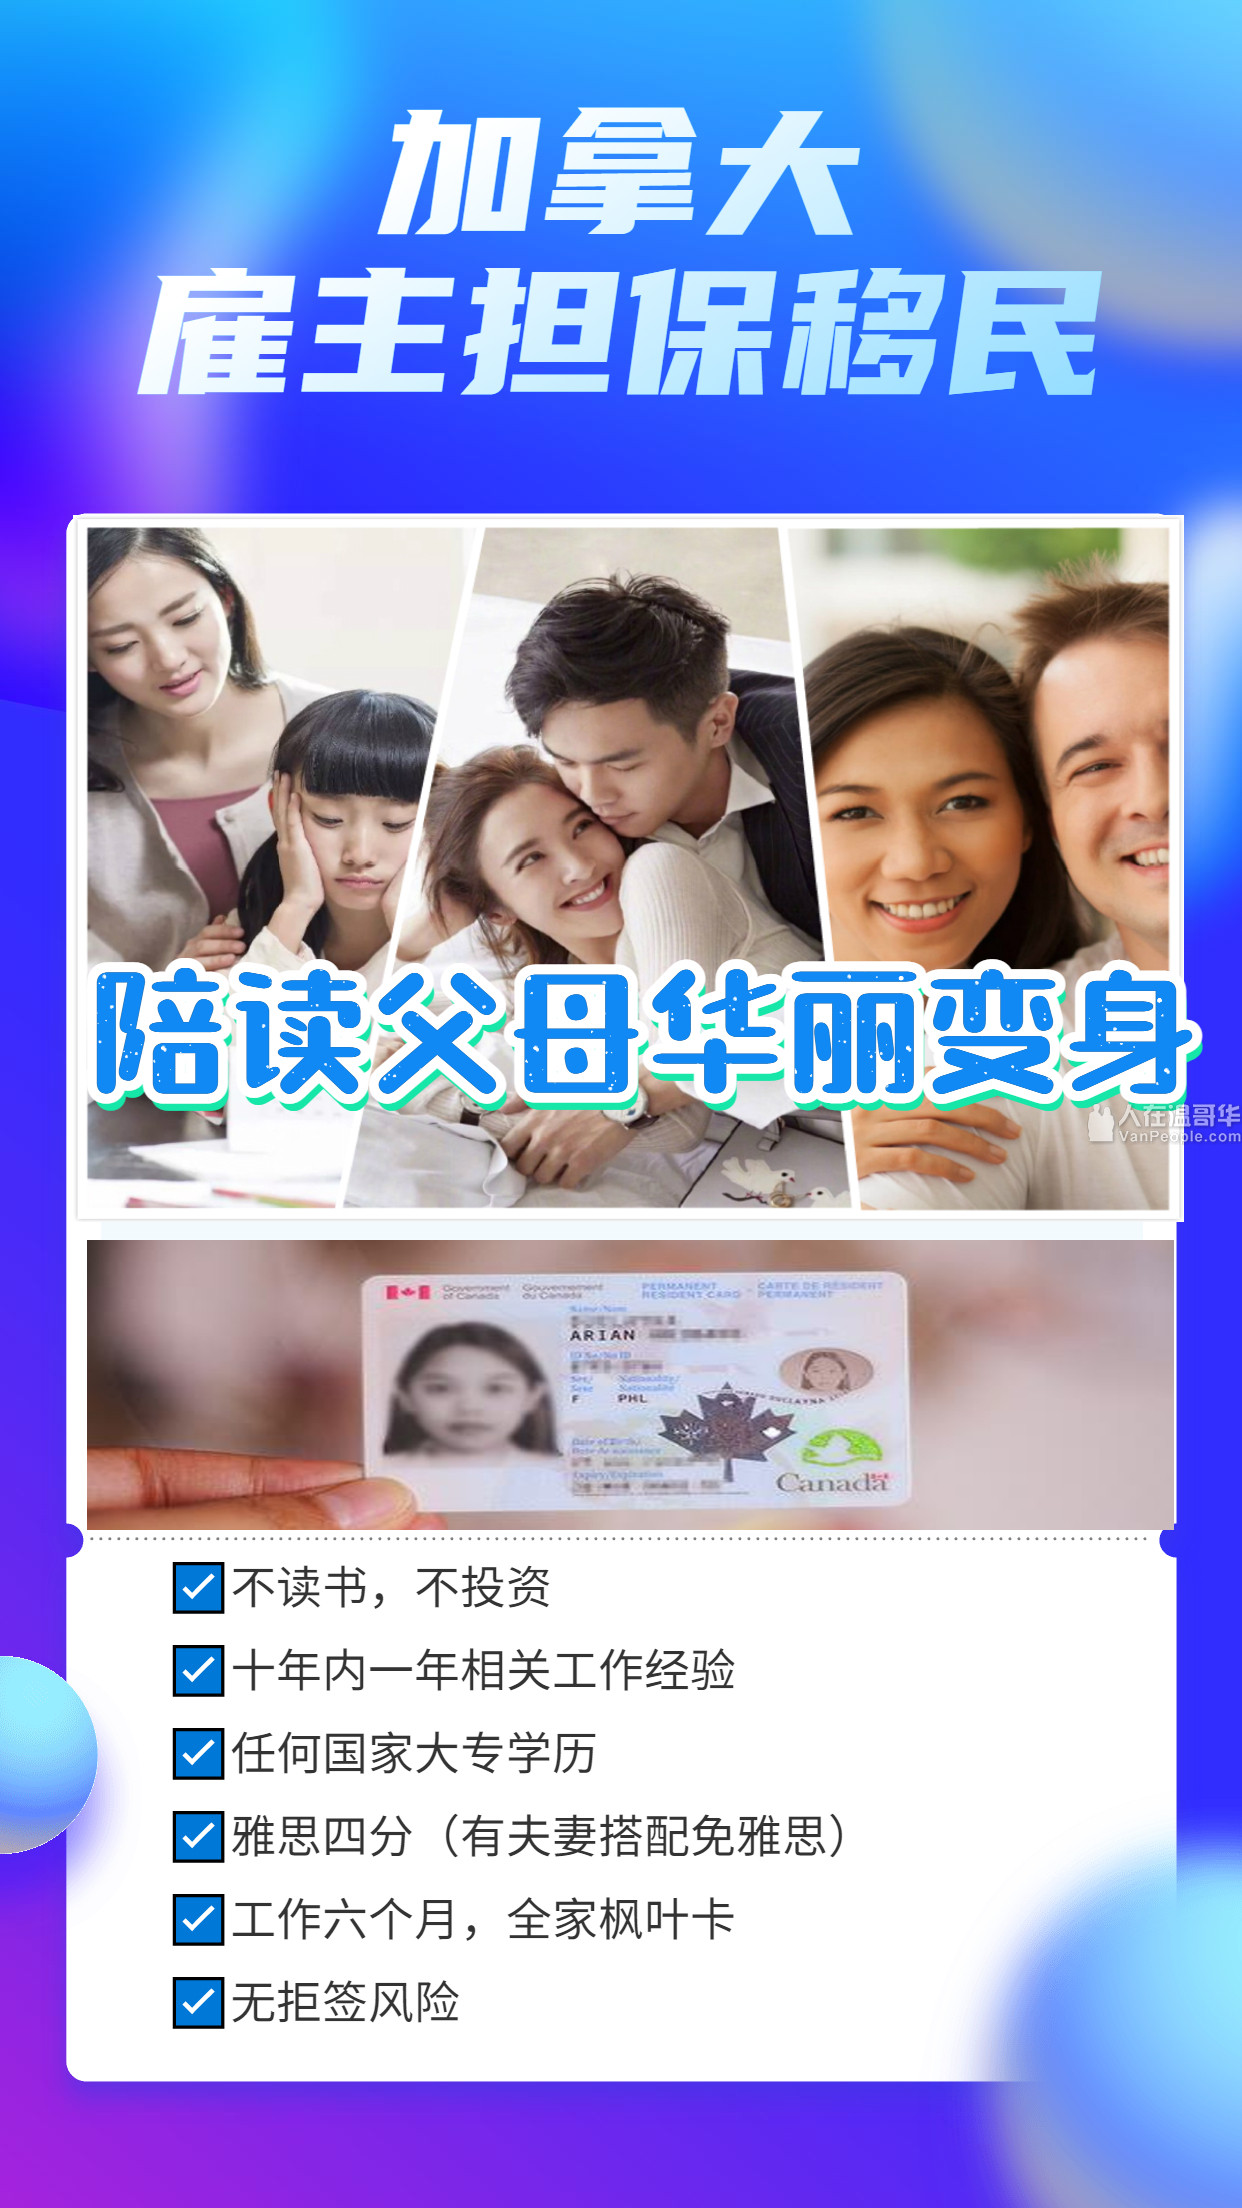 加拿大
雇主担保移民
陪读父母华丽变身
人在温哥华
VanPeople.com
Government of Canada
Gouvernement du Canada
PERMANENT RESIDENT CARD
CARTE DE RÉSIDENT PERMANENT
Name/Nom
ARIAN
ID No/No ID
Sex/Sexe
Nationality/Nationalité
F PHL
Date of Birth/
Date de naissance
Expiry/Expiration
Canada
不读书，不投资
十年内一年相关工作经验
任何国家大专学历
雅思四分（有夫妻搭配免雅思）
工作六个月，全家枫叶卡
无拒签风险